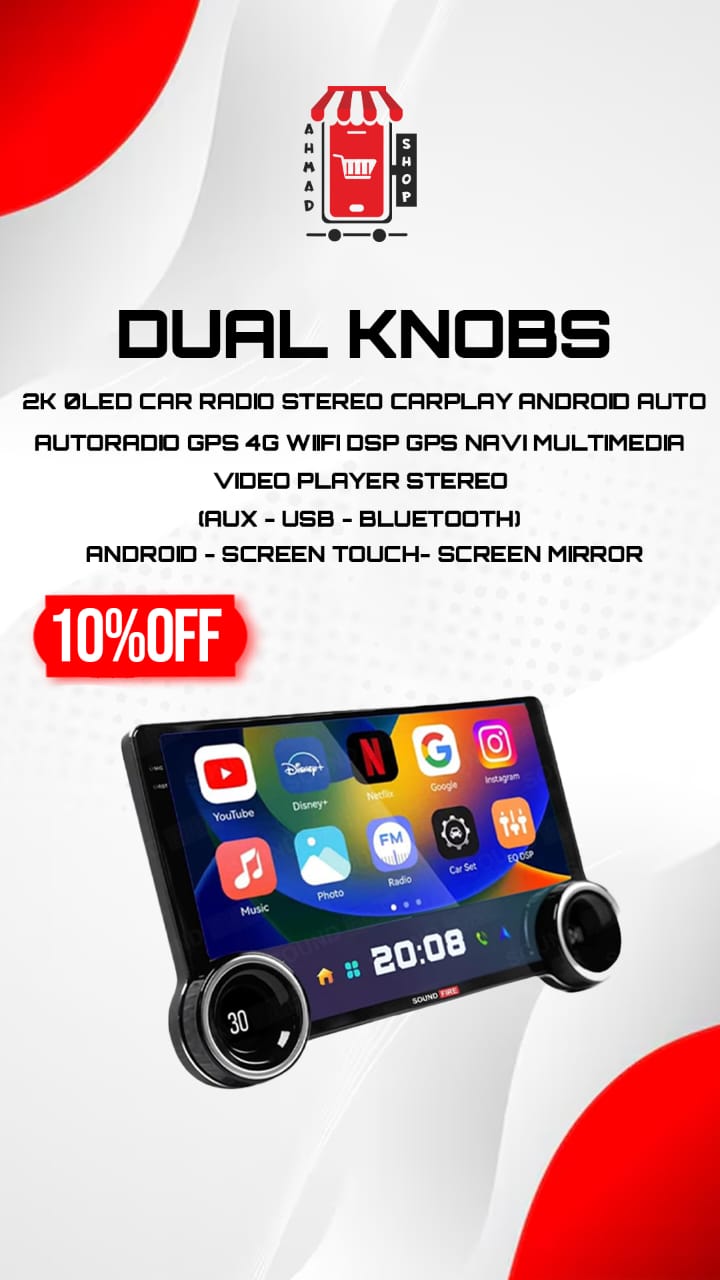 AHMAD
SHOP
DUAL KNOBS
2K ØLED CAR RADIO STEREO CARPLAY ANDROID AUTO
AUTORADIO GPS 4G WIIFI DSP GPS NAVI MULTIMEDIA
VIDEO PLAYER STEREO
(AUX - USB - BLUETOOTH)
ANDROID - SCREEN TOUCH- SCREEN MIRROR
10%OFF
YouTube
Disney+
Disney+
Netflix
Google
Instagram
Music
Photo
FM
Radio
Car Set
EQ DSP
20:08
SOUND FIRE
30